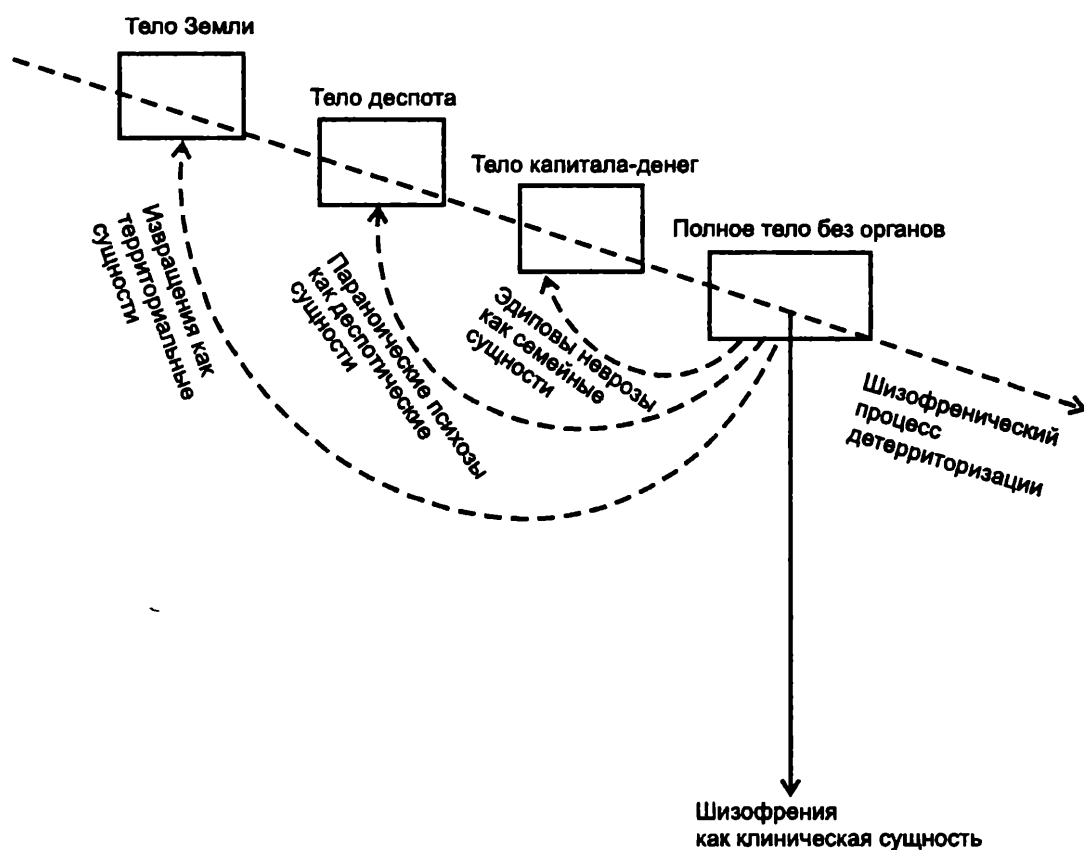 Тело Земли
Тело деспота
Тело капитала-денег
Полное тело без органов
Извращения как
территориальные
сущности
Параноические психозы
как деспотические
сущности
Эдиповы неврозы
как семейные
сущности
Шизофренический
процесс
детерриторизации
Шизофрения
как клиническая сущность